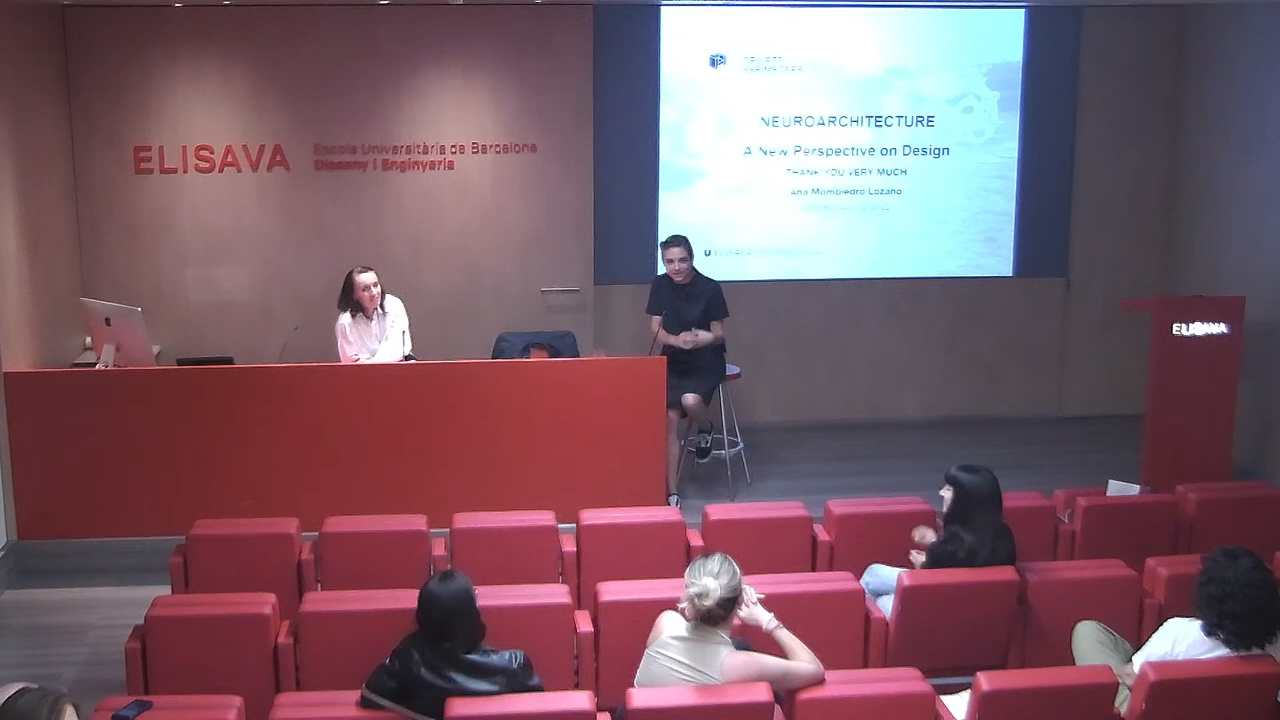 ELISAVA
Escola Universitària de Barcelona
Disseny i Enginyeria
NEUROARCHITECTURE
A New Perspective on Design
THANK YOU VERY MUCH
Ana Mombiedro Lozano
ELISAVA
ELISAVA